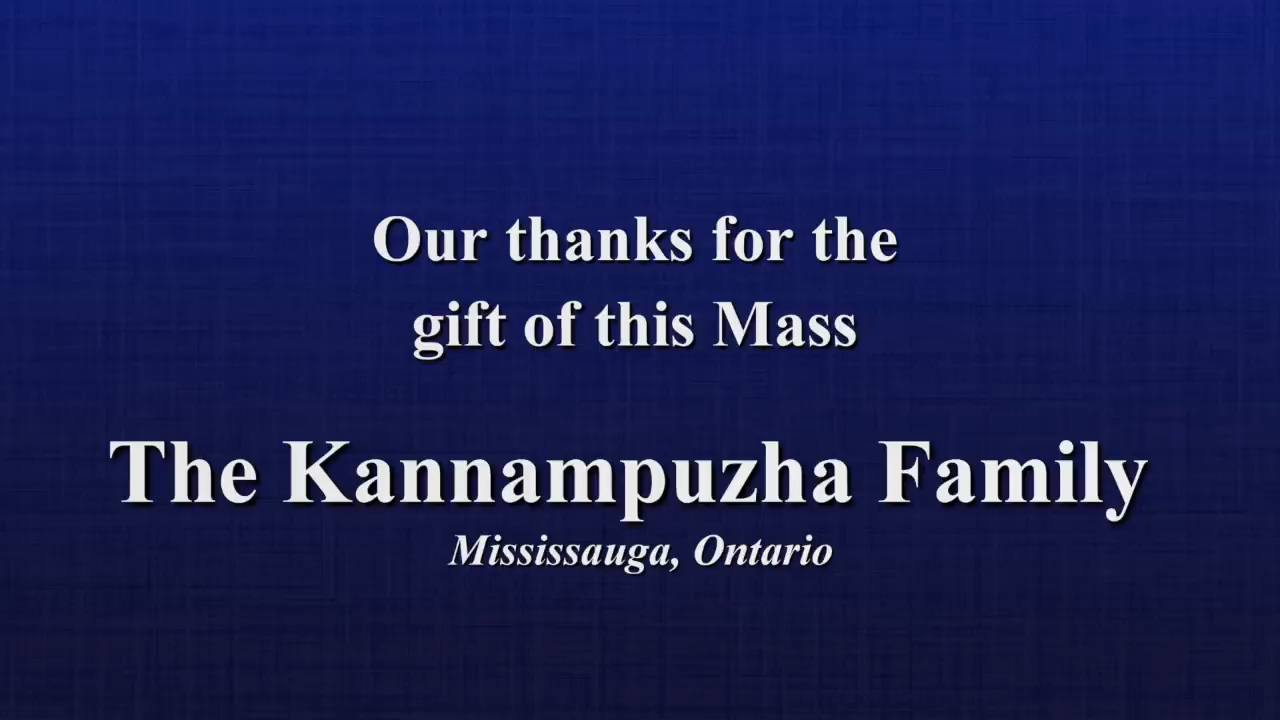 Our thanks for the
gift of this Mass
The Kannampuzha Family
Mississauga, Ontario